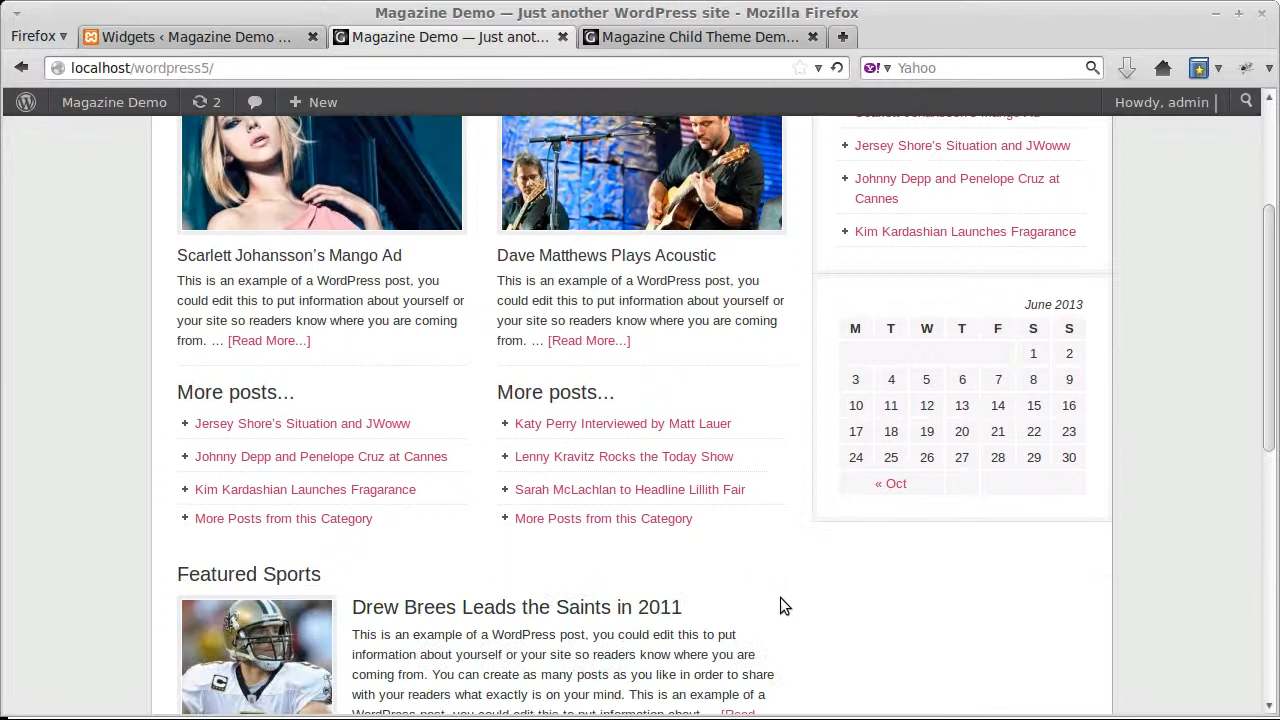 Magazine Demo — Just another WordPress site - Mozilla Firefox
Firefox
Widgets ‹ Magazine Demo ...
Magazine Demo — Just anot...
Magazine Child Theme Dem...
localhost/wordpress5/
Yahoo
Magazine Demo
2
New
Howdy, admin
Scarlett Johansson’s Mango Ad
This is an example of a WordPress post, you
could edit this to put information about yourself or
your site so readers know where you are coming
from. … [Read More...]
More posts...
Jersey Shore’s Situation and JWoww
Johnny Depp and Penelope Cruz at Cannes
Kim Kardashian Launches Fragarance
More Posts from this Category
Dave Matthews Plays Acoustic
This is an example of a WordPress post, you
could edit this to put information about yourself or
your site so readers know where you are coming
from. … [Read More...]
More posts...
Katy Perry Interviewed by Matt Lauer
Lenny Kravitz Rocks the Today Show
Sarah McLachlan to Headline Lillith Fair
More Posts from this Category
Featured Sports
Drew Brees Leads the Saints in 2011
This is an example of a WordPress post, you could edit this to put
information about yourself or your site so readers know where you are
coming from. You can create as many posts as you like in order to share
with your readers what exactly is on your mind. This is an example of a
WordPress post, you could edit this to put information about … [Read
Jersey Shore’s Situation and JWoww
Johnny Depp and Penelope Cruz at
Cannes
Kim Kardashian Launches Fragarance
June 2013
M T W T F S S
1 2
3 4 5 6 7 8 9
10 11 12 13 14 15 16
17 18 19 20 21 22 23
24 25 26 27 28 29 30
« Oct